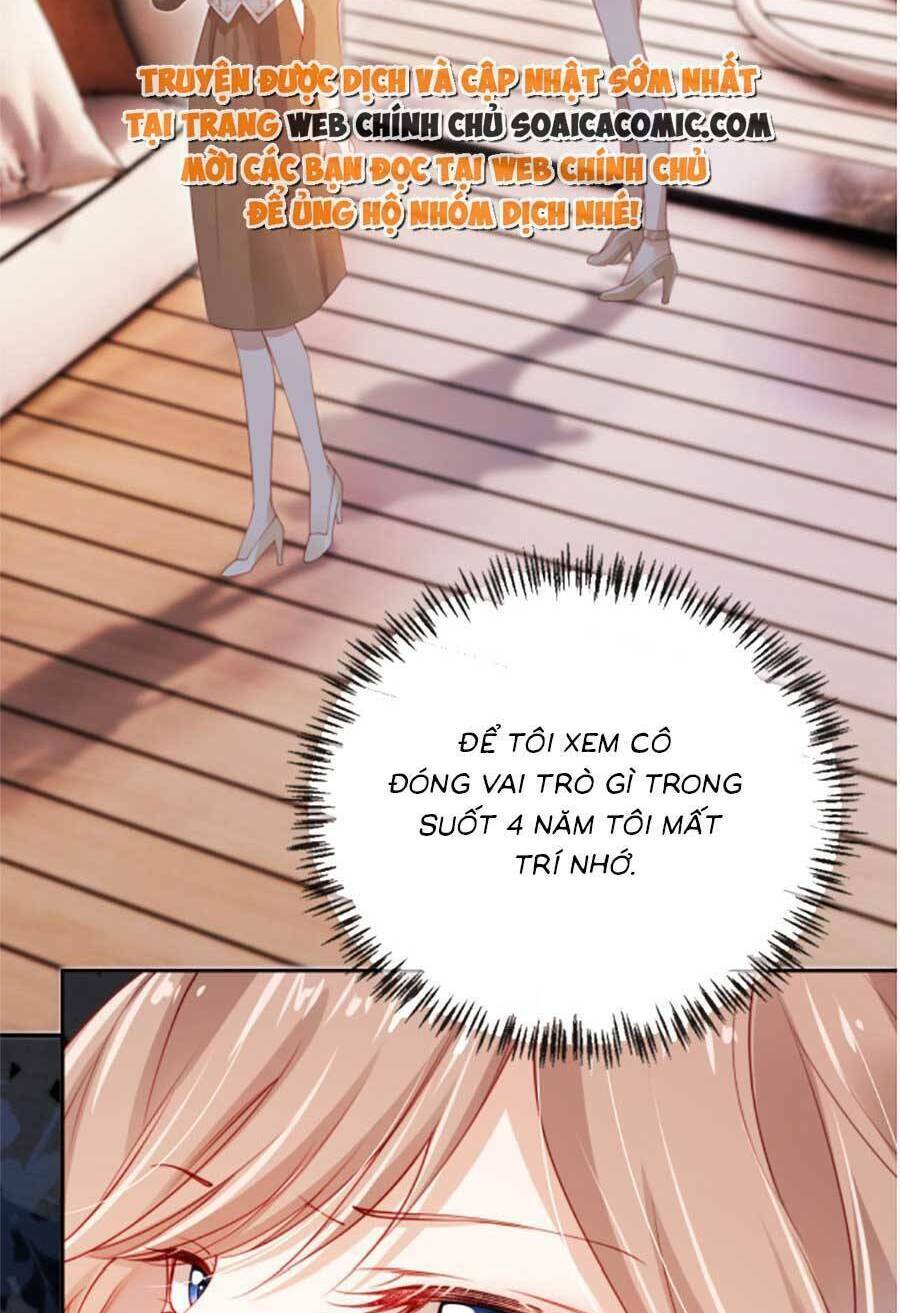 TRUYỆN ĐƯỢC DỊCH VÀ CẬP NHẬT SỚM NHẤT
TẠI TRANG WEB CHÍNH CHỦ SOAICACOMIC.COM
MỜI CÁC BẠN ĐỌC TẠI WEB CHÍNH CHỦ
ĐỂ ỦNG HỘ NHÓM DỊCH NHÉ!
ĐỂ TÔI XEM CÔ
ĐÓNG VAI TRÒ GÌ TRONG
SUỐT 4 NĂM TÔI MẤT
TRÍ NHỚ.